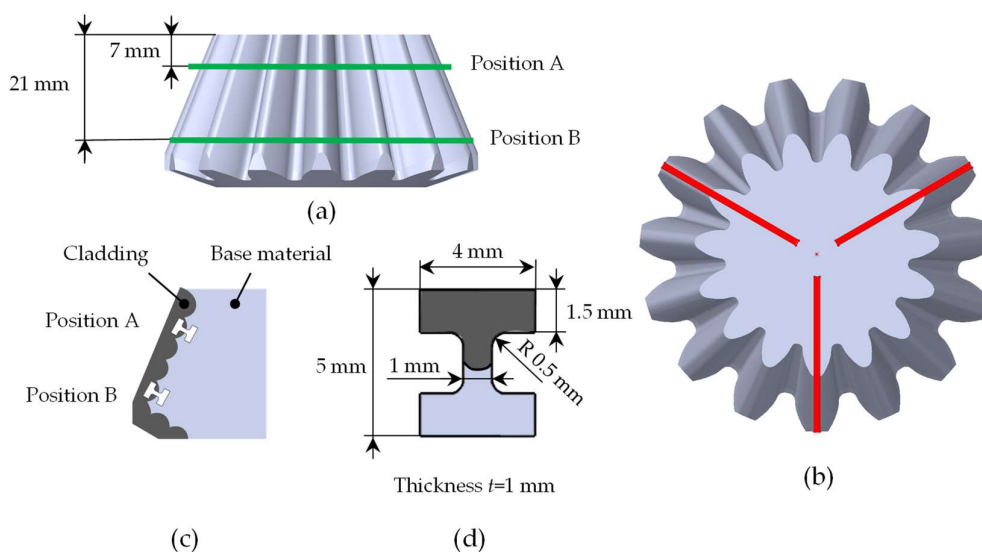 7 mm
Position A
21 mm
Position B
(a)
Cladding
Base material
Position A
Position B
(c)
4 mm
1.5 mm
5 mm
1 mm
R 0.5 mm
Thickness t=1 mm
(d)
(b)